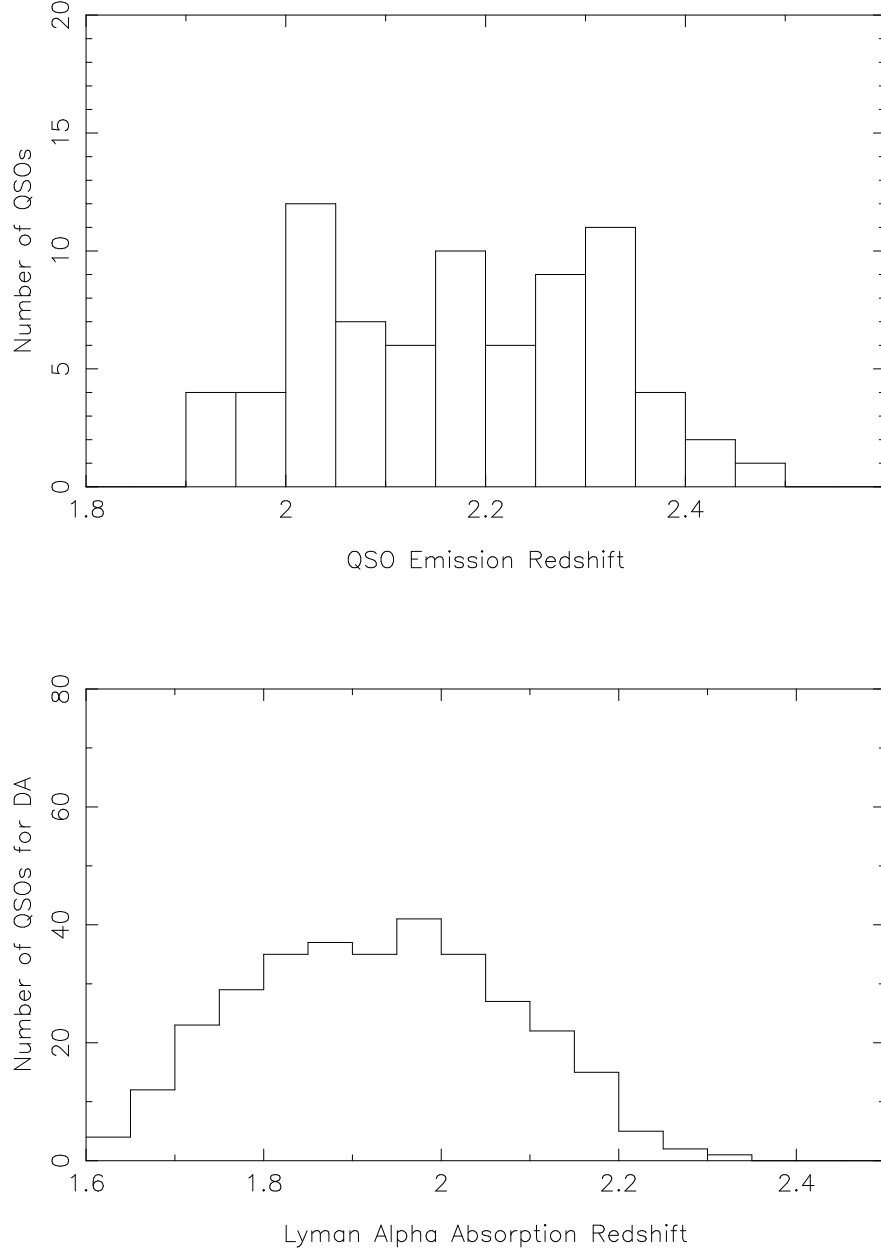 20
15
10
5
0
Number of QSOs
1.8 2 2.2 2.4
QSO Emission Redshift
80
60
40
20
0
Number of QSOs for DA
1.6 1.8 2 2.2 2.4
Lyman Alpha Absorption Redshift